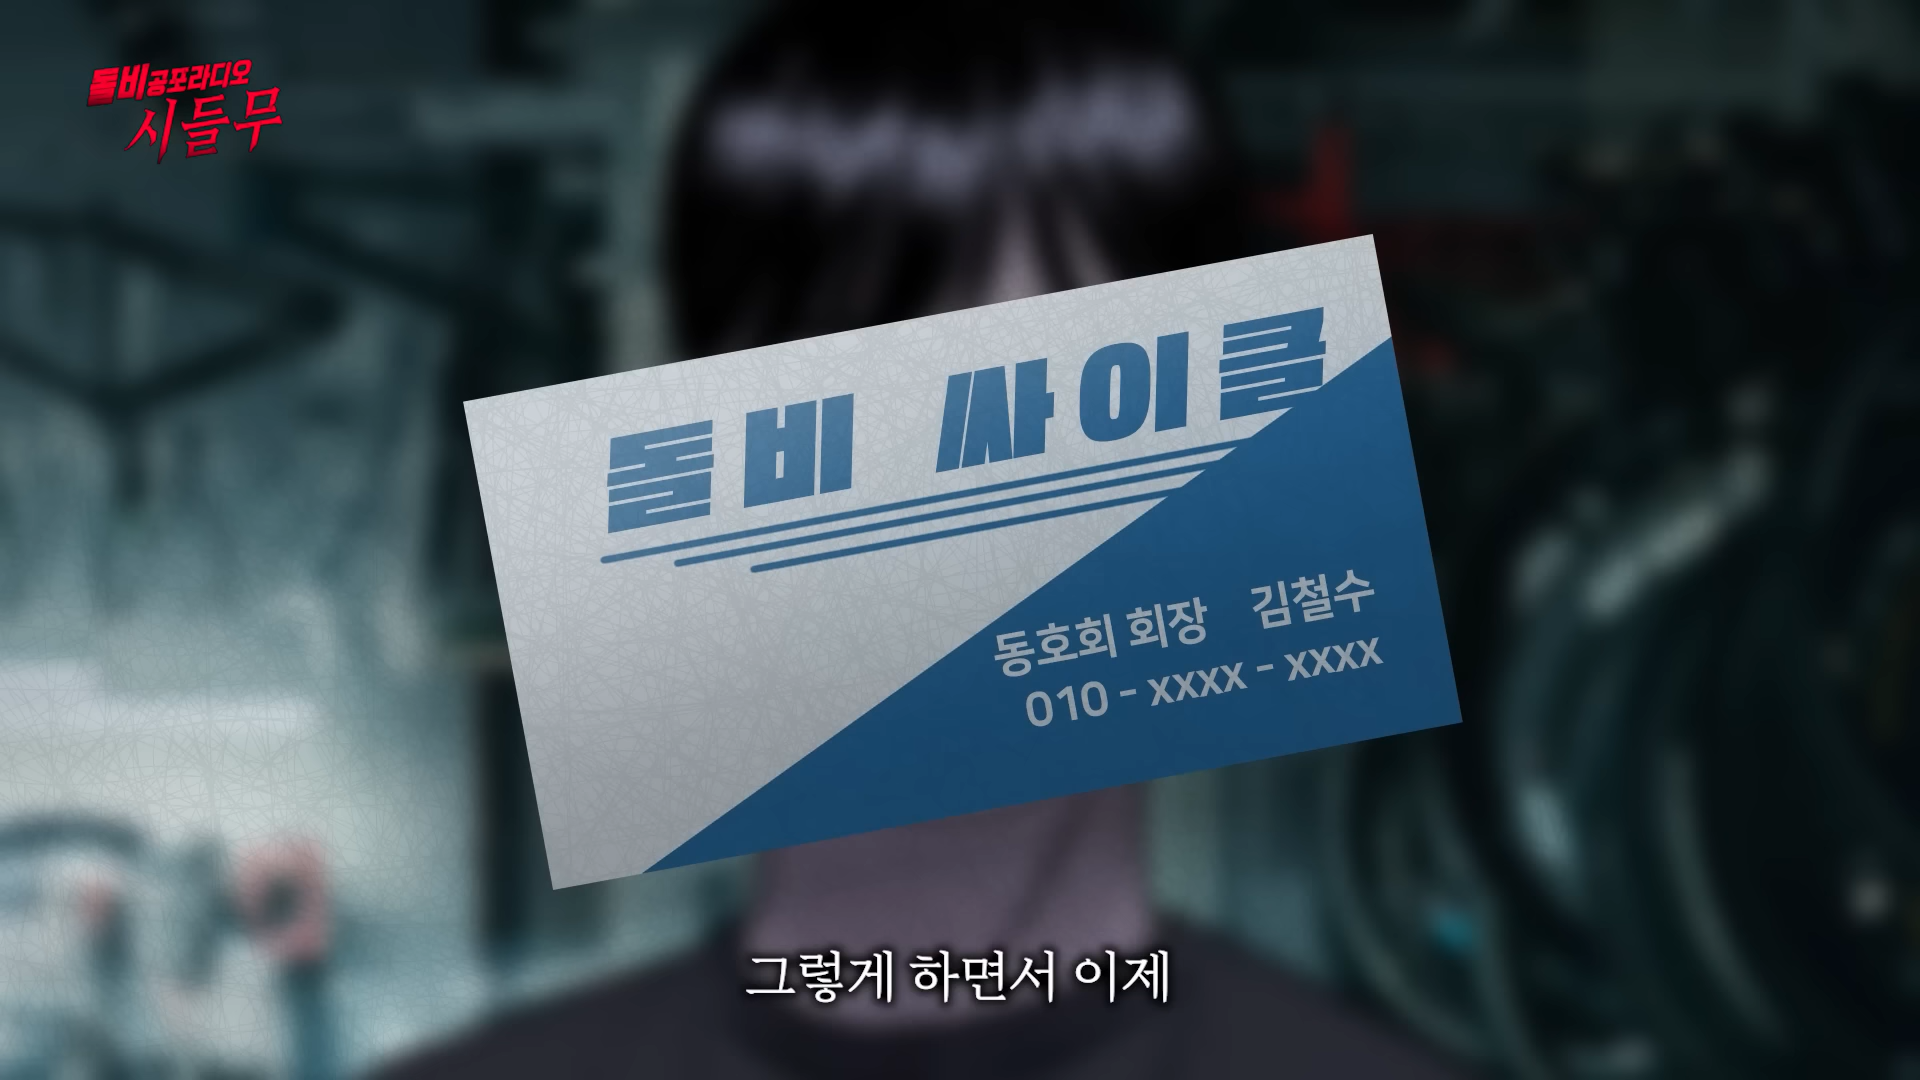 돌비공포라디오
시들무
돌비 싸이클
동호회 회장 김철수
010 - xxxx - xxxx
그렇게 하면서 이제